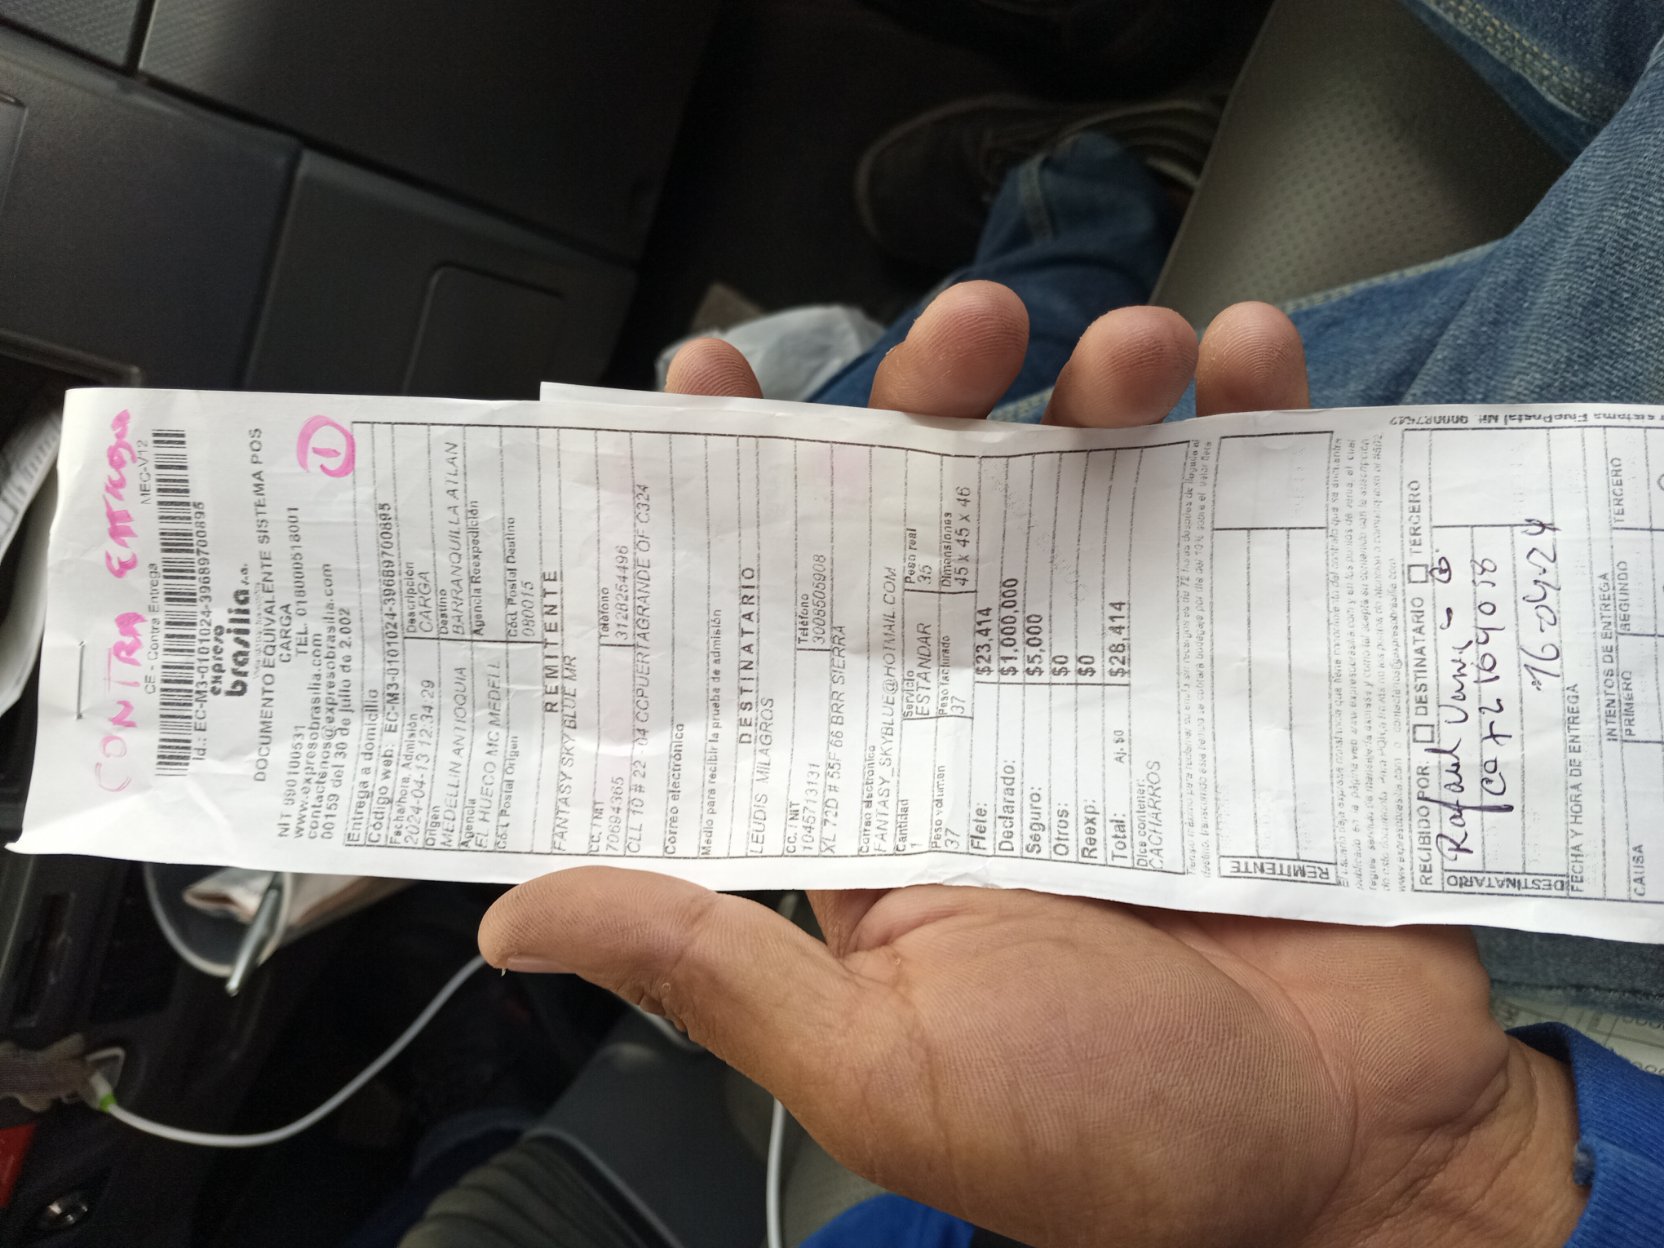 CONTRA ENTREGA
MEC-V12
CE - Contra Entrega
Id.: EC-M3-0101024-39689700895
expreso
brasilia s.a.
DOCUMENTO EQUIVALENTE SISTEMA POS
NIT 890100531 CARGA
www.expresobrasilia.com TEL. 0180000518001
contactenos@expresobrasilia.com
00159 del 30 de julio de 2.002
1
Entrega a domicilio
Código web: EC-M3-0101024-39689700895
Fecha/hora Admisión Descripción
2024-04-13 12:34:29 CARGA
Origen Destino
MEDELLIN ANTIOQUIA BARRANQUILLA ATLAN
Agencia Agencia Reexpedición
EL HUECO MC MEDELL
Cód. Postal Origen Cód. Postal Destino
080015
REMITENTE
FANTASY SKY BLUE MR
CC. / NIT Teléfono
70694365 3128254496
CLL 10 # 22 - 04 CCPUERTAGRANDE OF C324
Correo electrónico
Medio para recibir la prueba de admisión
DESTINATARIO
LEUDIS MILAGROS
CC. / NIT Teléfono
1045713131 3008505908
XL 72D # 55F 66 BRR SIERRA
Correo electrónico
FANTASY_SKYBLUE@HOTMAIL.COM
Cantidad Servicio Peso real
1 ESTANDAR 35
Peso volumen Peso facturado Dimensiones
37 37 45 x 45 x 46
Flete: $23,414
Declarado: $1,000,000
Seguro: $5,000
Otros: $0
Reexp: $0
Total: $28,414
Dice contener:
CACHARROS
REMITENTE
RECIBIDO POR: DESTINATARIO TERCERO
DESTINATARIO
16-04-24
FECHA Y HORA DE ENTREGA
INTENTOS DE ENTREGA
PRIMERO SEGUNDO TERCERO
CAUSA